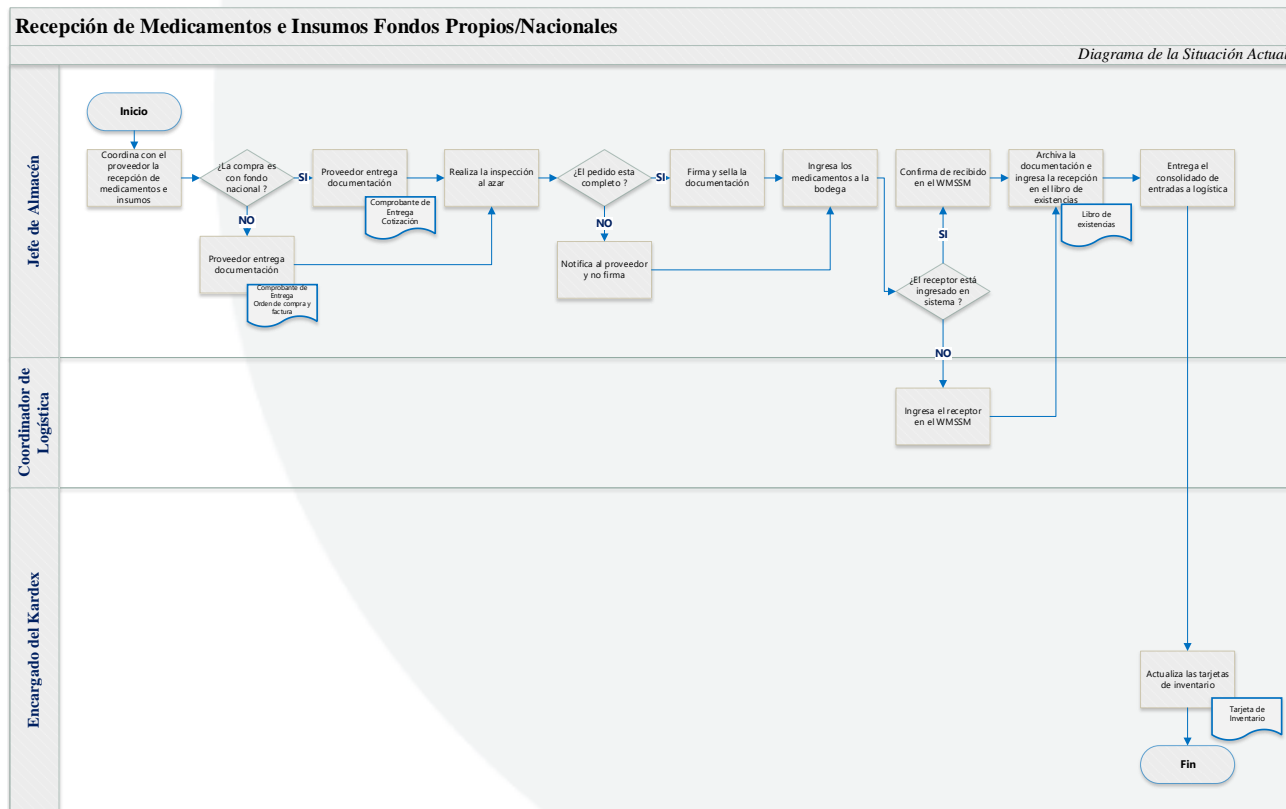 Recepción de Medicamentos e Insumos Fondos Propios/Nacionales
Diagrama de la Situación Actual
Jefe de Almacén
Inicio
Coordina con el
proveedor la
recepción de
medicamentos e
insumos
¿La compra es
con fondo
nacional ?
SI
NO
Proveedor entrega
documentación
Comprobante de
Entrega
Cotización
Proveedor entrega
documentación
Comprobante de
Entrega
Orden de compra y
factura
Realiza la inspección
al azar
¿El pedido esta
completo ?
SI
NO
Firma y sella la
documentación
Notifica al proveedor
y no firma
Ingresa los
medicamentos a la
bodega
Confirma de recibido
en el WMSSM
SI
¿El receptor está
ingresado en
sistema ?
NO
Archiva la
documentación e
ingresa la recepción
en el libro de
existencias
Libro de
existencias
Entrega el
consolidado de
entradas a logística
Coordinador de
Logística
Ingresa el receptor
en el WMSSM
Encargado del Kardex
Actualiza las tarjetas
de inventario
Tarjeta de
Inventario
Fin